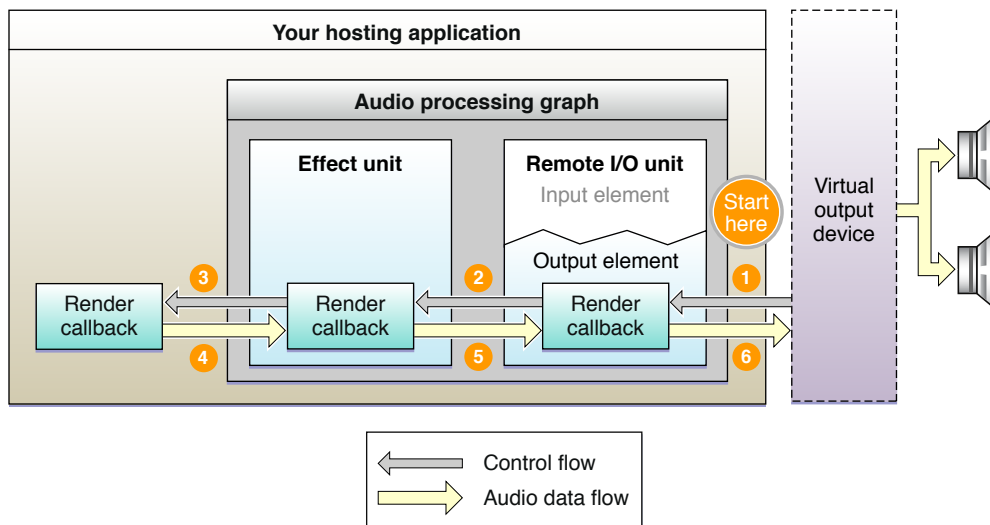 Your hosting application
Audio processing graph
Effect unit
Remote I/O unit
Input element
Start
here
Virtual
output
device
Output element
3
2
1
Render
callback
Render
callback
Render
callback
4
5
6
Control flow
Audio data flow